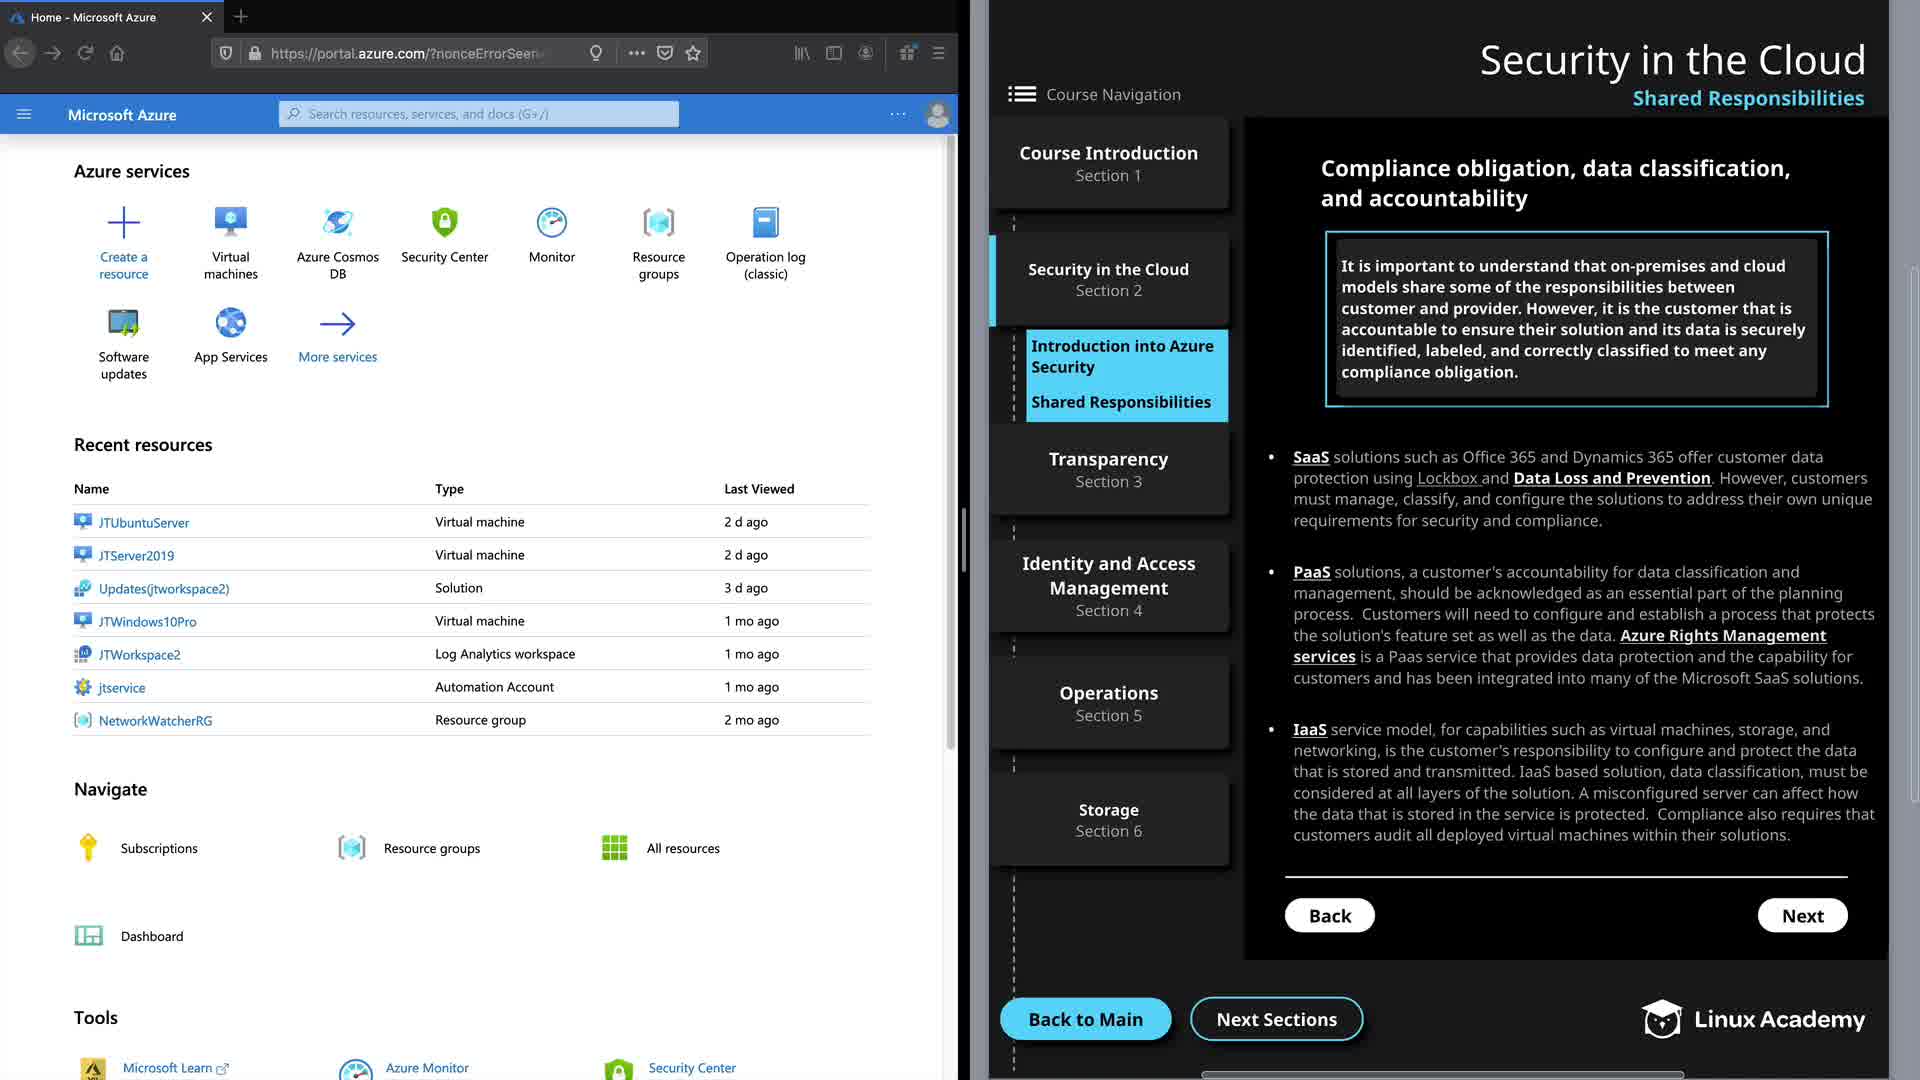 Home - Microsoft Azure
https://portal.azure.com/?nonceErrorSeen
Microsoft Azure
Search resources, services, and docs (G+/)
Azure services
Create a resource
Virtual machines
Azure Cosmos DB
Security Center
Monitor
Resource groups
Operation log (classic)
Software updates
App Services
More services
Recent resources
Name Type Last Viewed
JTUbuntuServer Virtual machine 2 d ago
JTServer2019 Virtual machine 2 d ago
Updates(jtworkspace2) Solution 3 d ago
JTWindows10Pro Virtual machine 1 mo ago
JTWorkspace2 Log Analytics workspace 1 mo ago
jtservice Automation Account 1 mo ago
NetworkWatcherRG Resource group 2 mo ago
Navigate
Subscriptions Resource groups All resources
Dashboard
Tools
Microsoft Learn Azure Monitor Security Center
Security in the Cloud
Shared Responsibilities
Course Navigation
Course Introduction
Section 1
Security in the Cloud
Section 2
Introduction into Azure
Security
Shared Responsibilities
Transparency
Section 3
Identity and Access
Management
Section 4
Operations
Section 5
Storage
Section 6
Compliance obligation, data classification,
and accountability
It is important to understand that on-premises and cloud
models share some of the responsibilities between
customer and provider. However, it is the customer that is
accountable to ensure their solution and its data is securely
identified, labeled, and correctly classified to meet any
compliance obligation.
• SaaS solutions such as Office 365 and Dynamics 365 offer customer data
protection using Lockbox and Data Loss and Prevention. However, customers
must manage, classify, and configure the solutions to address their own unique
requirements for security and compliance.
• PaaS solutions, a customer's accountability for data classification and
management, should be acknowledged as an essential part of the planning
process. Customers will need to configure and establish a process that protects
the solution's feature set as well as the data. Azure Rights Management
services is a Paas service that provides data protection and the capability for
customers and has been integrated into many of the Microsoft SaaS solutions.
• IaaS service model, for capabilities such as virtual machines, storage, and
networking, is the customer's responsibility to configure and protect the data
that is stored and transmitted. IaaS based solution, data classification, must be
considered at all layers of the solution. A misconfigured server can affect how
the data that is stored in the service is protected. Compliance also requires that
customers audit all deployed virtual machines within their solutions.
Back Next
Back to Main Next Sections
Linux Academy